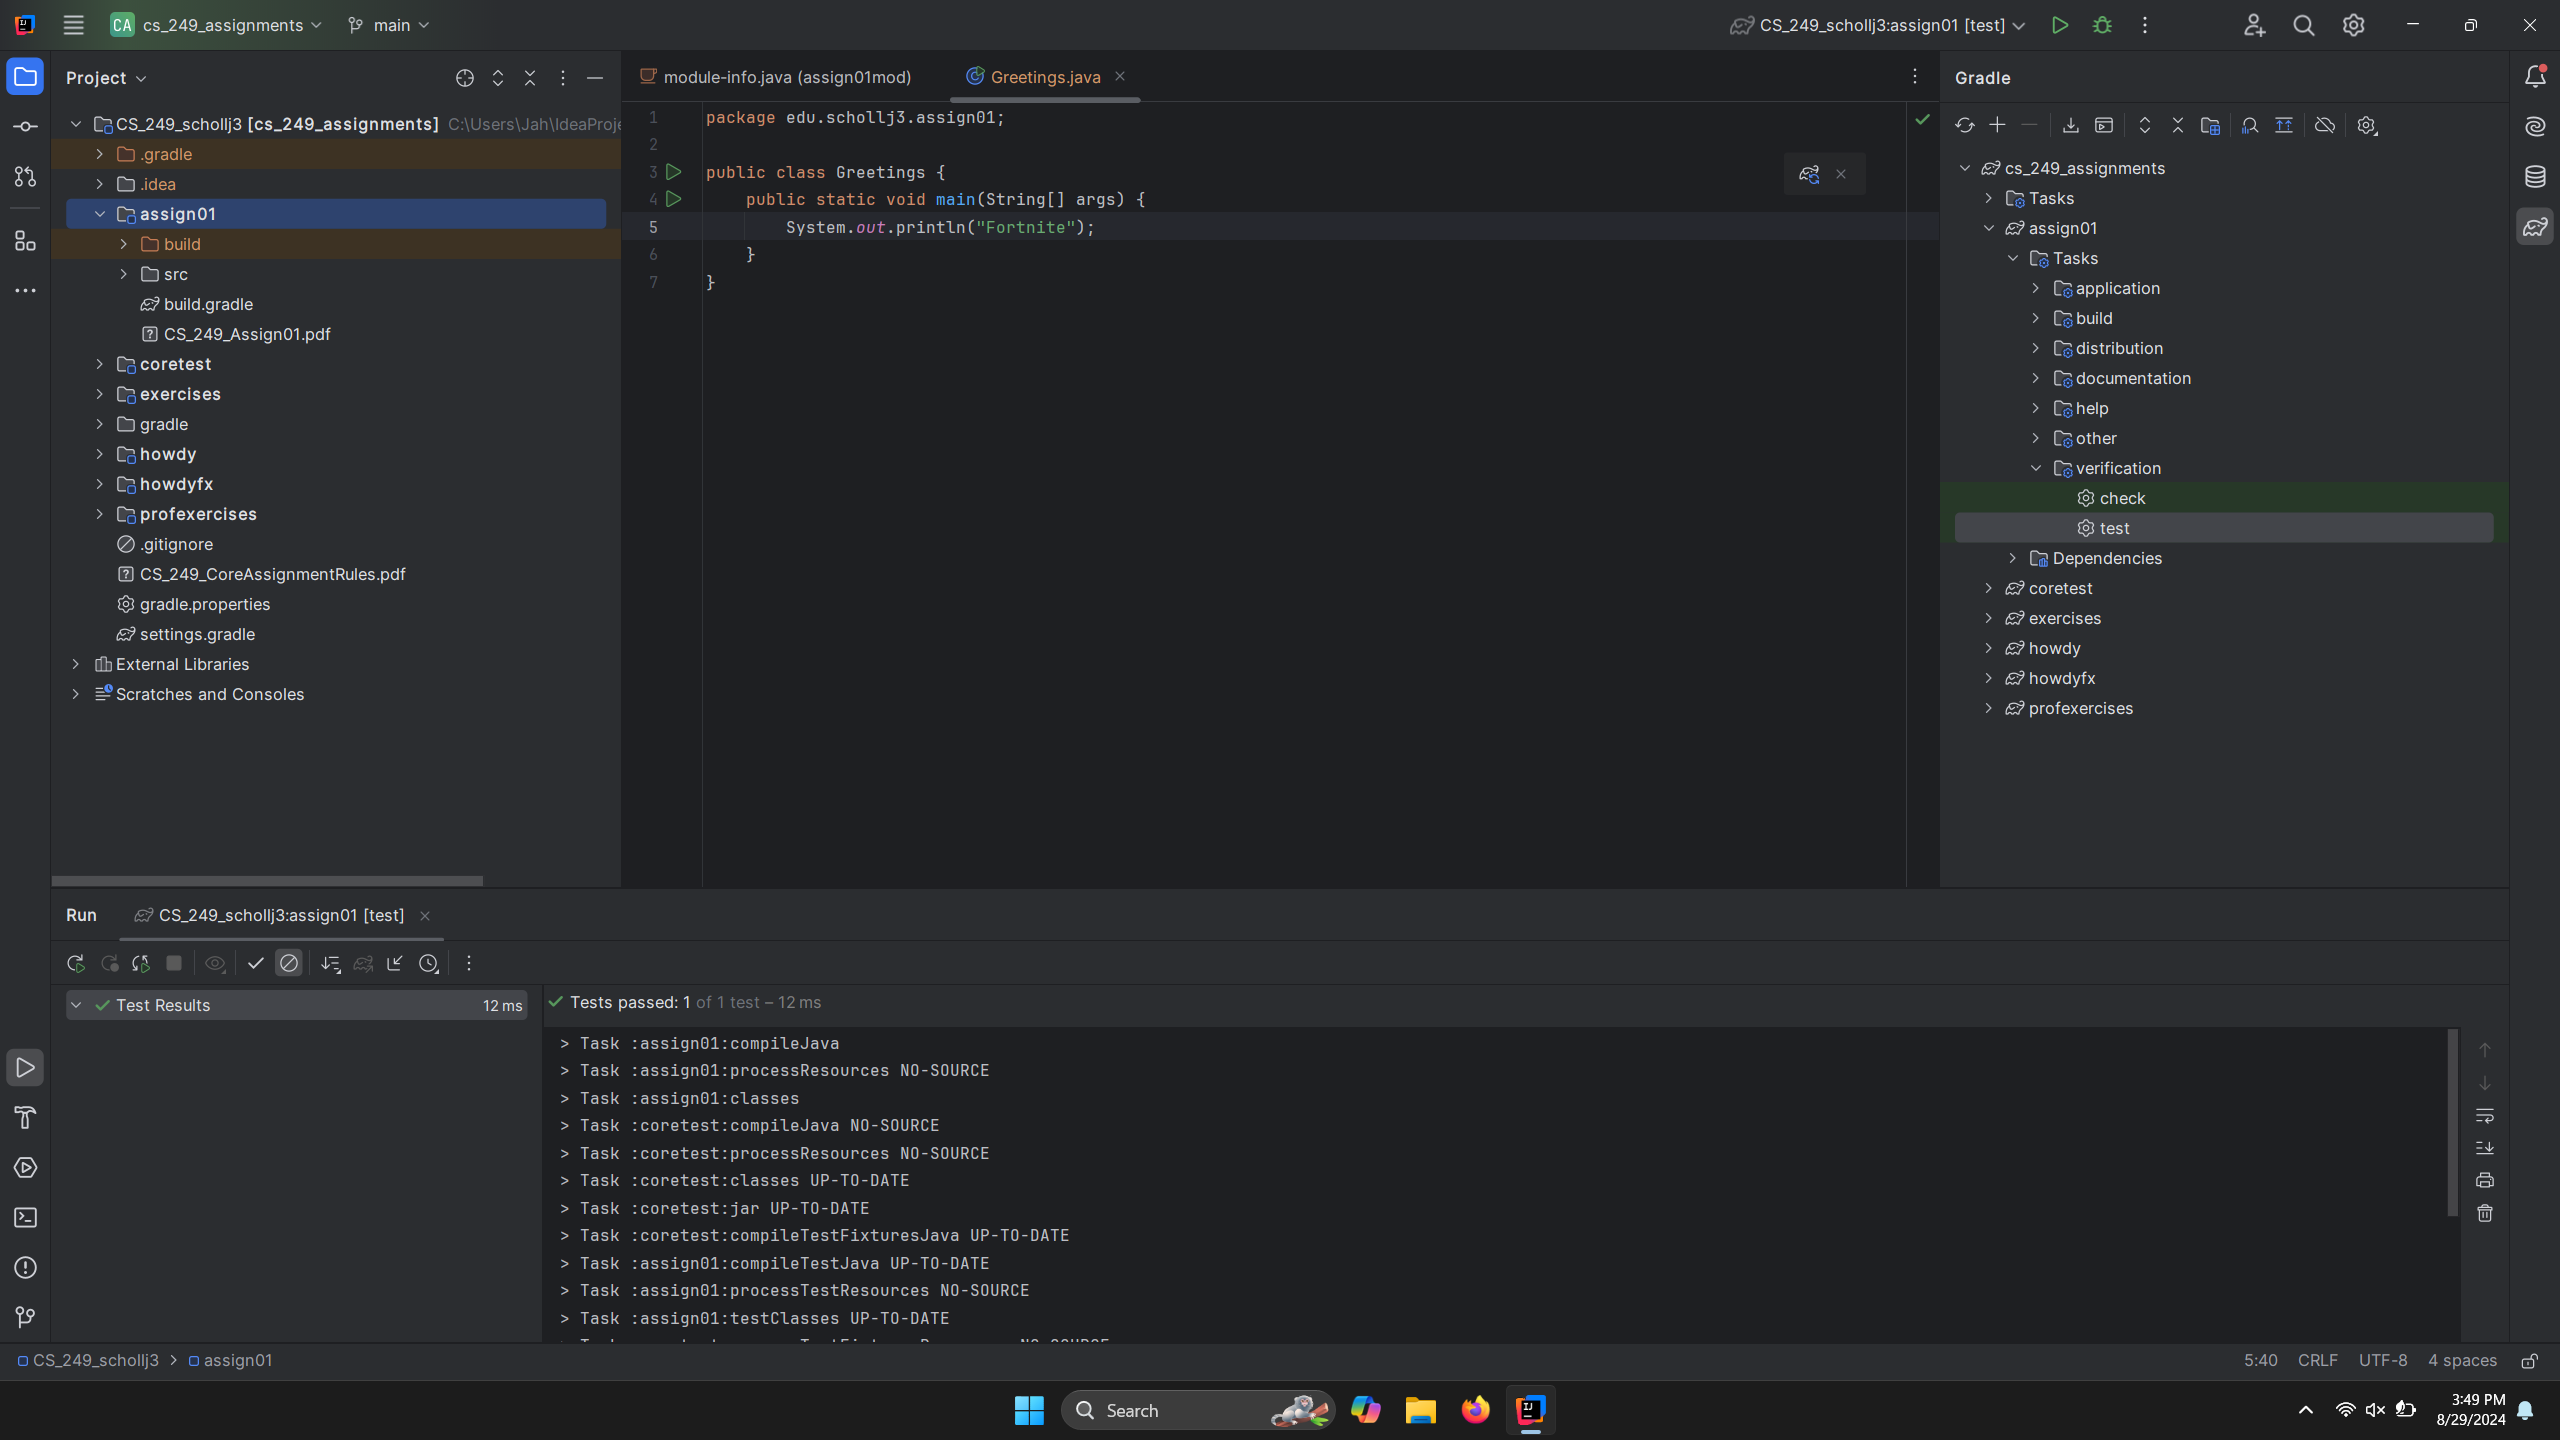 CA cs_249_assignments main CS_249_schollj3:assign01 [test]
Project
CS_249_schollj3 [cs_249_assignments] C:\Users\Jah\IdeaProje
.gradle
.idea
assign01
build
src
build.gradle
CS_249_Assign01.pdf
coretest
exercises
gradle
howdy
howdyfx
profexercises
.gitignore
CS_249_CoreAssignmentRules.pdf
gradle.properties
settings.gradle
External Libraries
Scratches and Consoles
module-info.java (assign01mod) Greetings.java
1 package edu.schollj3.assign01;
2
3 public class Greetings {
4 public static void main(String[] args) {
5 System.out.println("Fortnite");
6 }
7 }
Gradle
cs_249_assignments
Tasks
assign01
Tasks
application
build
distribution
documentation
help
other
verification
check
test
Dependencies
coretest
exercises
howdy
howdyfx
profexercises
Run CS_249_schollj3:assign01 [test]
Test Results 12 ms
Tests passed: 1 of 1 test – 12 ms
> Task :assign01:compileJava
> Task :assign01:processResources NO-SOURCE
> Task :assign01:classes
> Task :coretest:compileJava NO-SOURCE
> Task :coretest:processResources NO-SOURCE
> Task :coretest:classes UP-TO-DATE
> Task :coretest:jar UP-TO-DATE
> Task :coretest:compileTestFixturesJava UP-TO-DATE
> Task :assign01:compileTestJava UP-TO-DATE
> Task :assign01:processTestResources NO-SOURCE
> Task :assign01:testClasses UP-TO-DATE
CS_249_schollj3 > assign01 5:40 CRLF UTF-8 4 spaces
Search
3:49 PM
8/29/2024